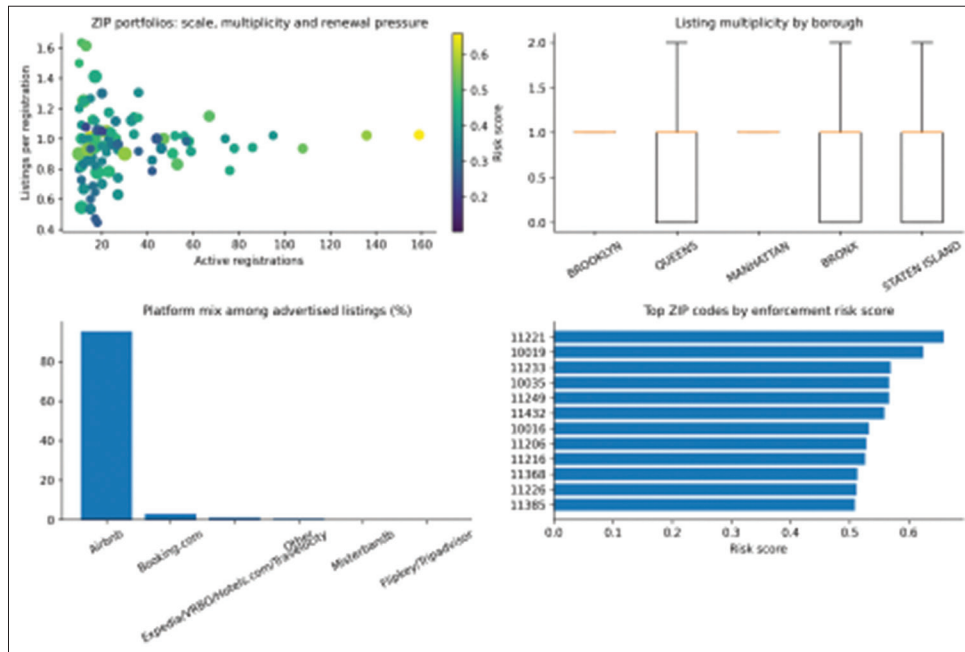 ZIP portfolios: scale, multiplicity and renewal pressure
1.6
1.4
1.2
1.0
0.8
0.6
0.4
Listings per registration
20 40 60 80 100 120 140 160
Active registrations
0.6
0.5
0.4
0.3
0.2
Risk score
Listing multiplicity by borough
2.0
1.5
1.0
0.5
0.0
BROOKLYN
QUEENS
MANHATTAN
BRONX
STATEN ISLAND
Platform mix among advertised listings (%)
80
60
40
20
0
Airbnb
Booking.com
Expedia/VRBO/Hotels.com/Travelocity
Other
Misterbandb
Flipkey/Tripadvisor
Top ZIP codes by enforcement risk score
11221
10019
11233
10035
11249
11432
10016
11206
11216
11368
11226
11385
0.0 0.1 0.2 0.3 0.4 0.5 0.6
Risk score